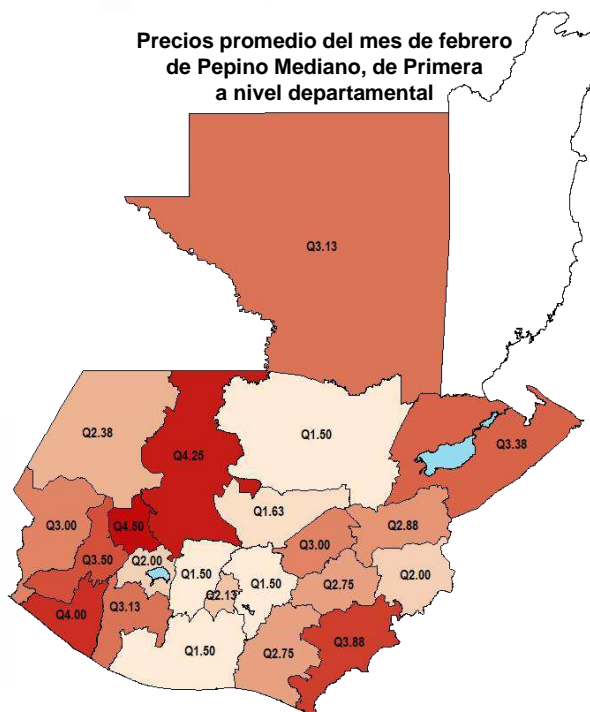 Precios promedio del mes de febrero
de Pepino Mediano, de Primera
a nivel departamental
Q3.13
Q2.38
Q1.50
Q4.25
Q3.38
Q1.63
Q3.00
Q4.50
Q2.88
Q3.00
Q3.50
Q2.00
Q1.50
Q1.50
Q2.75
Q2.00
Q2.13
Q4.00
Q3.13
Q1.50
Q2.75
Q3.88